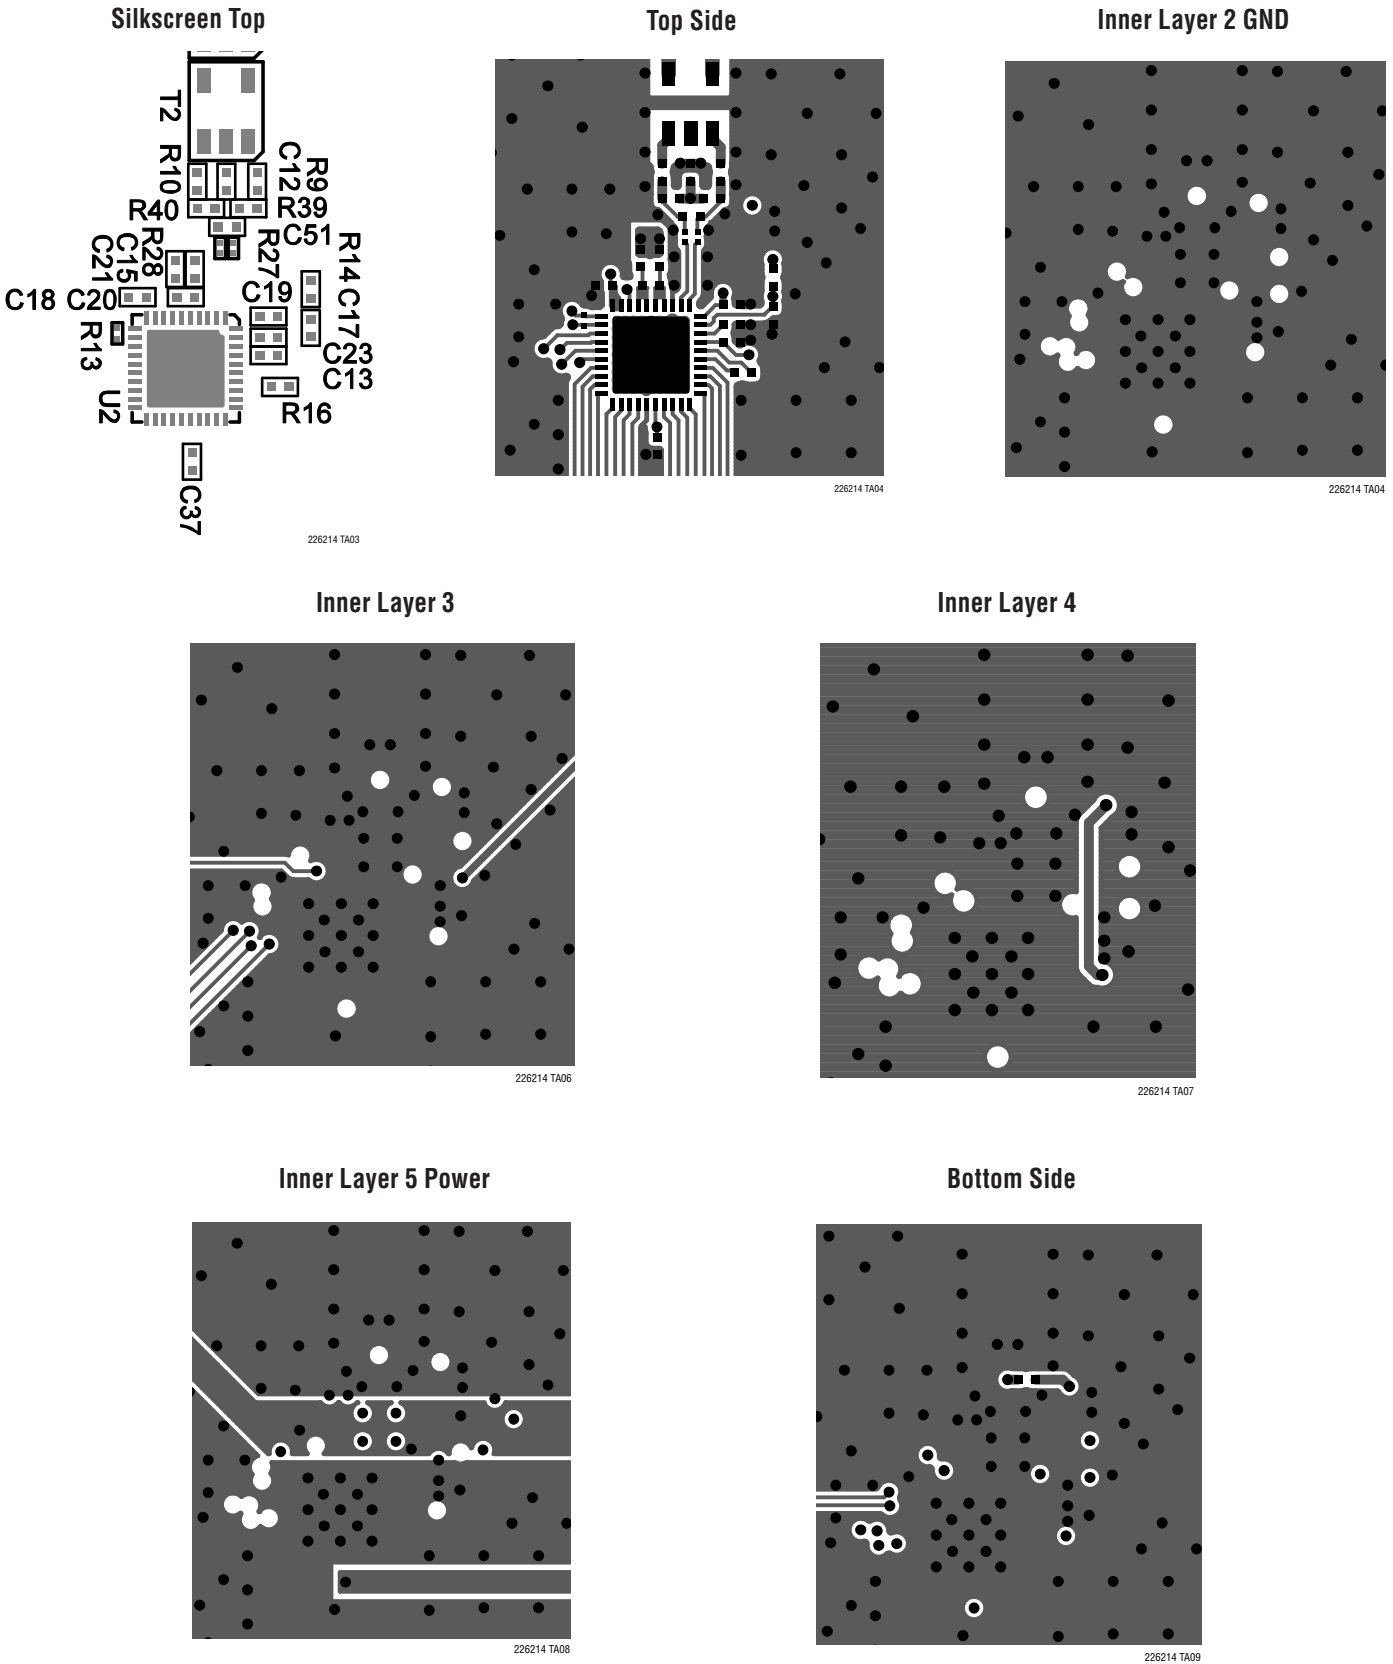 Silkscreen Top
Top Side
Inner Layer 2 GND
T2
R10
C12
R9
R40
R39
C51
R28
C15
C21
R27
R14
C18 C20
C19
C17
R13
C23
C13
U2
R16
C37
226214 TA03
226214 TA04
226214 TA04
Inner Layer 3
Inner Layer 4
226214 TA06
226214 TA07
Inner Layer 5 Power
Bottom Side
226214 TA08
226214 TA09